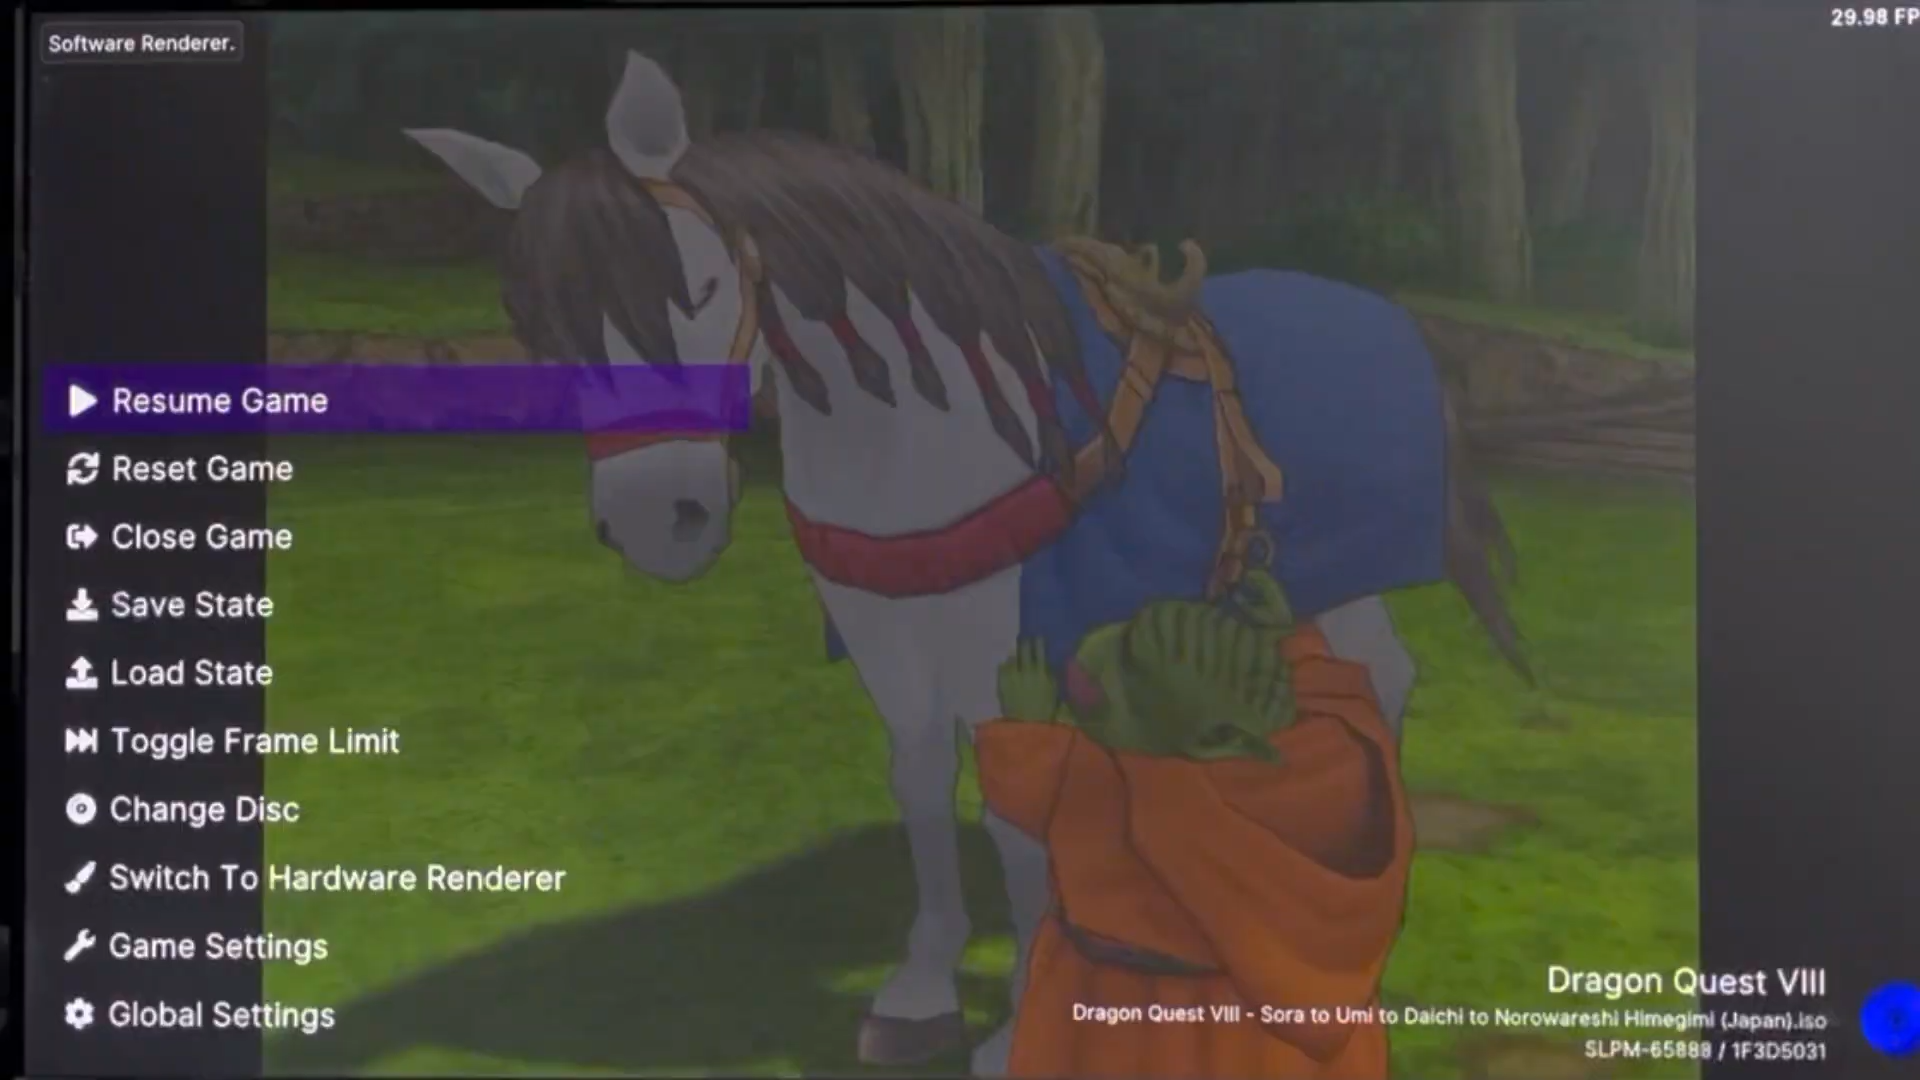 Software Renderer.
29.98 FP
Resume Game
Reset Game
Close Game
Save State
Load State
Toggle Frame Limit
Change Disc
Switch To Hardware Renderer
Game Settings
Global Settings
Dragon Quest VIII
Dragon Quest VIII - Sora to Umi to Daichi to Norowareshi Himegimi (Japan).iso
SLPM-65888 / 1F3D5031